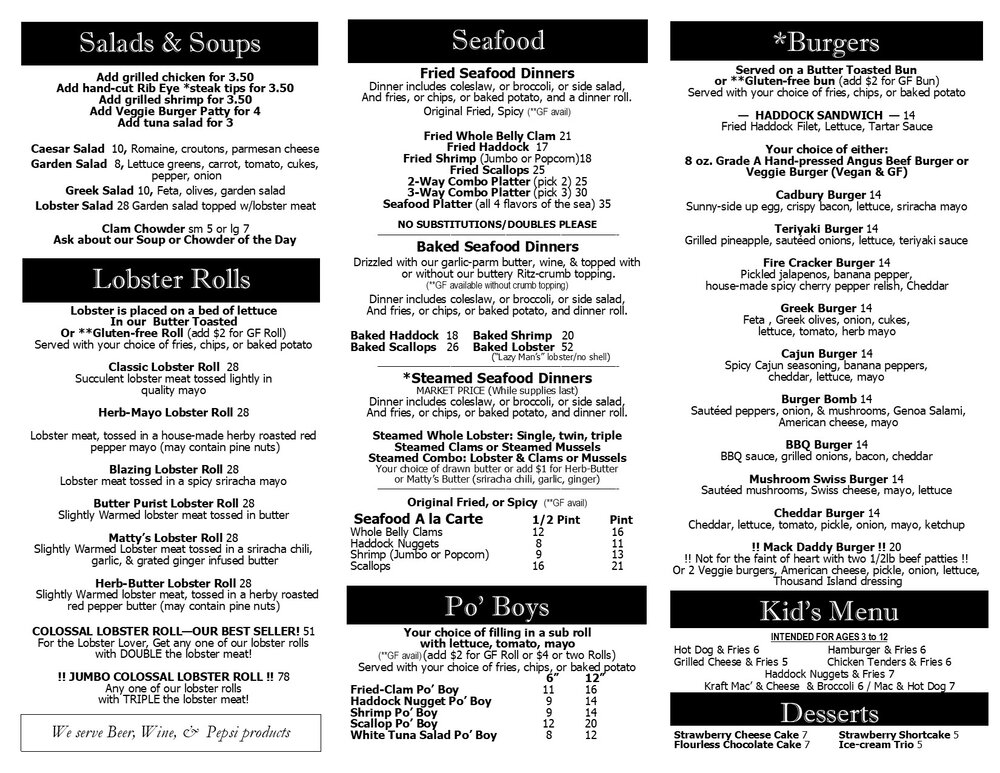 Salads & Soups
Add grilled chicken for 3.50
Add hand-cut Rib Eye *steak tips for 3.50
Add grilled shrimp for 3.50
Add Veggie Burger Patty for 4
Add tuna salad for 3
Caesar Salad 10, Romaine, croutons, parmesan cheese
Garden Salad 8, Lettuce greens, carrot, tomato, cukes,
pepper, onion
Greek Salad 10, Feta, olives, garden salad
Lobster Salad 28 Garden salad topped w/lobster meat
Clam Chowder sm 5 or lg 7
Ask about our Soup or Chowder of the Day
Lobster Rolls
Lobster is placed on a bed of lettuce
In our Butter Toasted
Or **Gluten-free Roll (add $2 for GF Roll)
Served with your choice of fries, chips, or baked potato
Classic Lobster Roll 28
Succulent lobster meat tossed lightly in
quality mayo
Herb-Mayo Lobster Roll 28
Lobster meat, tossed in a house-made herby roasted red
pepper mayo (may contain pine nuts)
Blazing Lobster Roll 28
Lobster meat tossed in a spicy sriracha mayo
Butter Purist Lobster Roll 28
Slightly Warmed lobster meat tossed in butter
Matty's Lobster Roll 28
Slightly Warmed Lobster meat tossed in a sriracha chili,
garlic, & grated ginger infused butter
Herb-Butter Lobster Roll 28
Slightly Warmed lobster meat, tossed in a herby roasted
red pepper butter (may contain pine nuts)
COLOSSAL LOBSTER ROLL—OUR BEST SELLER! 51
For the Lobster Lover, Get any one of our lobster rolls
with DOUBLE the lobster meat!
!! JUMBO COLOSSAL LOBSTER ROLL !! 78
Any one of our lobster rolls
with TRIPLE the lobster meat!
We serve Beer, Wine, & Pepsi products
Seafood
Fried Seafood Dinners
Dinner includes coleslaw, or broccoli, or side salad,
And fries, or chips, or baked potato, and a dinner roll.
Original Fried, Spicy (**GF avail)
Fried Whole Belly Clam 21
Fried Haddock 17
Fried Shrimp (Jumbo or Popcorn)18
Fried Scallops 25
2-Way Combo Platter (pick 2) 25
3-Way Combo Platter (pick 3) 30
Seafood Platter (all 4 flavors of the sea) 35
NO SUBSTITUTIONS/DOUBLES PLEASE
Baked Seafood Dinners
Drizzled with our garlic-parm butter, wine, & topped with
or without our buttery Ritz-crumb topping.
(**GF available without crumb topping)
Dinner includes coleslaw, or broccoli, or side salad,
And fries, or chips, or baked potato, and dinner roll.
Baked Haddock 18 Baked Shrimp 20
Baked Scallops 26 Baked Lobster 52
("Lazy Man's" lobster/no shell)
*Steamed Seafood Dinners
MARKET PRICE (While supplies last)
Dinner includes coleslaw, or broccoli, or side salad,
And fries, or chips, or baked potato, and dinner roll.
Steamed Whole Lobster: Single, twin, triple
Steamed Clams or Steamed Mussels
Steamed Combo: Lobster & Clams or Mussels
Your choice of drawn butter or add $1 for Herb-Butter
or Matty's Butter (sriracha chili, garlic, ginger)
Original Fried, or Spicy (**GF avail)
Seafood A la Carte 1/2 Pint Pint
Whole Belly Clams 12 16
Haddock Nuggets 8 11
Shrimp (Jumbo or Popcorn) 9 13
Scallops 16 21
Po' Boys
Your choice of filling in a sub roll
with lettuce, tomato, mayo
(**GF avail)(add $2 for GF Roll or $4 or two Rolls)
Served with your choice of fries, chips, or baked potato
6" 12"
Fried-Clam Po' Boy 11 16
Haddock Nugget Po' Boy 9 14
Shrimp Po' Boy 9 14
Scallop Po' Boy 12 20
White Tuna Salad Po' Boy 8 12
*Burgers
Served on a Butter Toasted Bun
or **Gluten-free bun (add $2 for GF Bun)
Served with your choice of fries, chips, or baked potato
— HADDOCK SANDWICH — 14
Fried Haddock Filet, Lettuce, Tartar Sauce
Your choice of either:
8 oz. Grade A Hand-pressed Angus Beef Burger or
Veggie Burger (Vegan & GF)
Cadbury Burger 14
Sunny-side up egg, crispy bacon, lettuce, sriracha mayo
Teriyaki Burger 14
Grilled pineapple, sautéed onions, lettuce, teriyaki sauce
Fire Cracker Burger 14
Pickled jalapenos, banana pepper,
house-made spicy cherry pepper relish, Cheddar
Greek Burger 14
Feta , Greek olives, onion, cukes,
lettuce, tomato, herb mayo
Cajun Burger 14
Spicy Cajun seasoning, banana peppers,
cheddar, lettuce, mayo
Burger Bomb 14
Sautéed peppers, onion, & mushrooms, Genoa Salami,
American cheese, mayo
BBQ Burger 14
BBQ sauce, grilled onions, bacon, cheddar
Mushroom Swiss Burger 14
Sautéed mushrooms, Swiss cheese, mayo, lettuce
Cheddar Burger 14
Cheddar, lettuce, tomato, pickle, onion, mayo, ketchup
!! Mack Daddy Burger !! 20
!! Not for the faint of heart with two 1/2lb beef patties !!
Or 2 Veggie burgers, American cheese, pickle, onion, lettuce,
Thousand Island dressing
Kid's Menu
INTENDED FOR AGES 3 to 12
Hot Dog & Fries 6 Hamburger & Fries 6
Grilled Cheese & Fries 5 Chicken Tenders & Fries 6
Haddock Nuggets & Fries 7
Kraft Mac' & Cheese & Broccoli 6 / Mac & Hot Dog 7
Desserts
Strawberry Cheese Cake 7 Strawberry Shortcake 5
Flourless Chocolate Cake 7 Ice-cream Trio 5